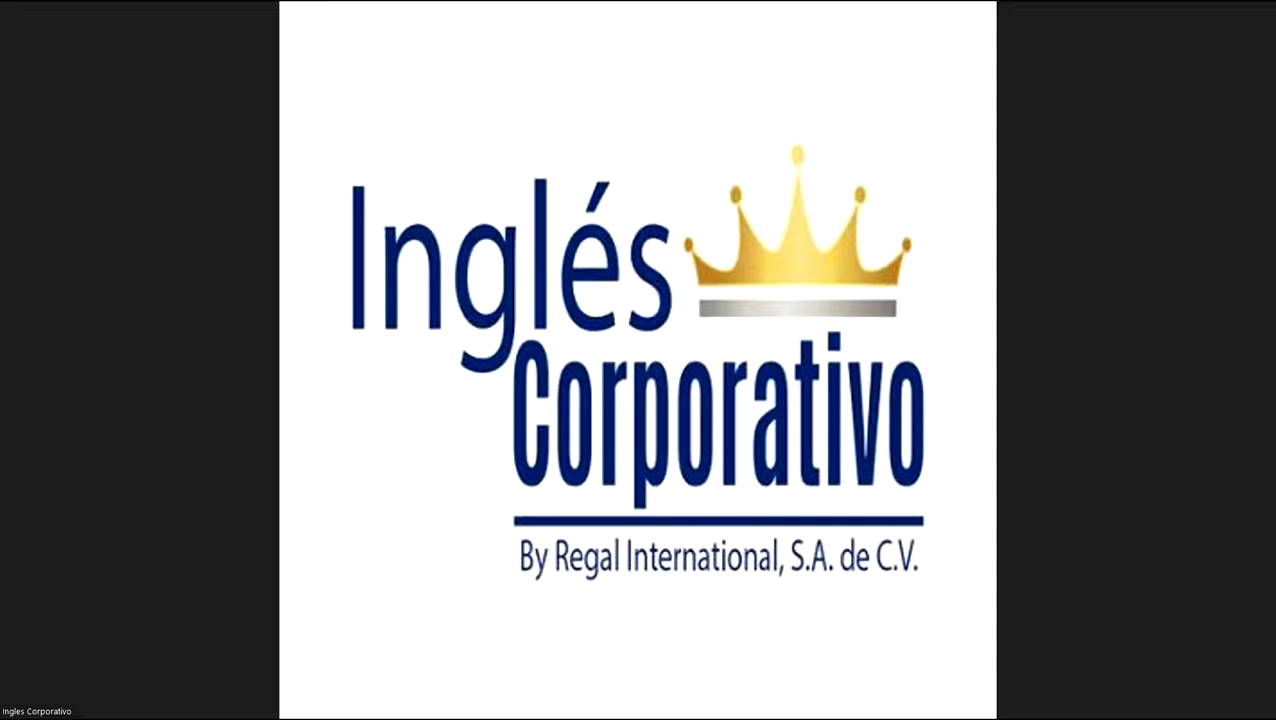 Inglés
Corporativo
By Regal International, S.A. de C.V.
Ingles Corporativo